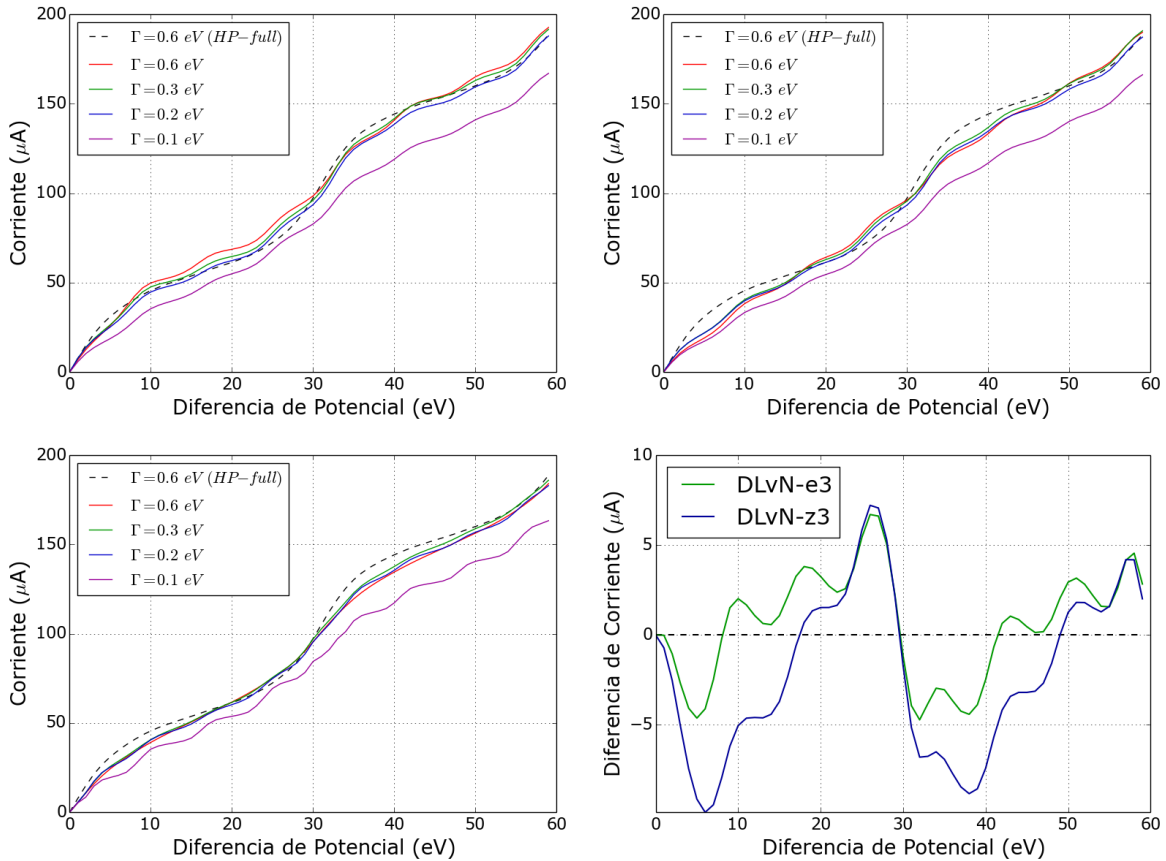 200
150
100
50
0
Corriente (μA)
Γ=0.6 eV (HP−full)
Γ=0.6 eV
Γ=0.3 eV
Γ=0.2 eV
Γ=0.1 eV
0 10 20 30 40 50 60
Diferencia de Potencial (eV)
200
150
100
50
0
Corriente (μA)
Γ=0.6 eV (HP−full)
Γ=0.6 eV
Γ=0.3 eV
Γ=0.2 eV
Γ=0.1 eV
0 10 20 30 40 50 60
Diferencia de Potencial (eV)
200
150
100
50
0
Corriente (μA)
Γ=0.6 eV (HP−full)
Γ=0.6 eV
Γ=0.3 eV
Γ=0.2 eV
Γ=0.1 eV
0 10 20 30 40 50 60
Diferencia de Potencial (eV)
10
5
0
−5
Diferencia de Corriente (μA)
DLvN-e3
DLvN-z3
0 10 20 30 40 50 60
Diferencia de Potencial (eV)